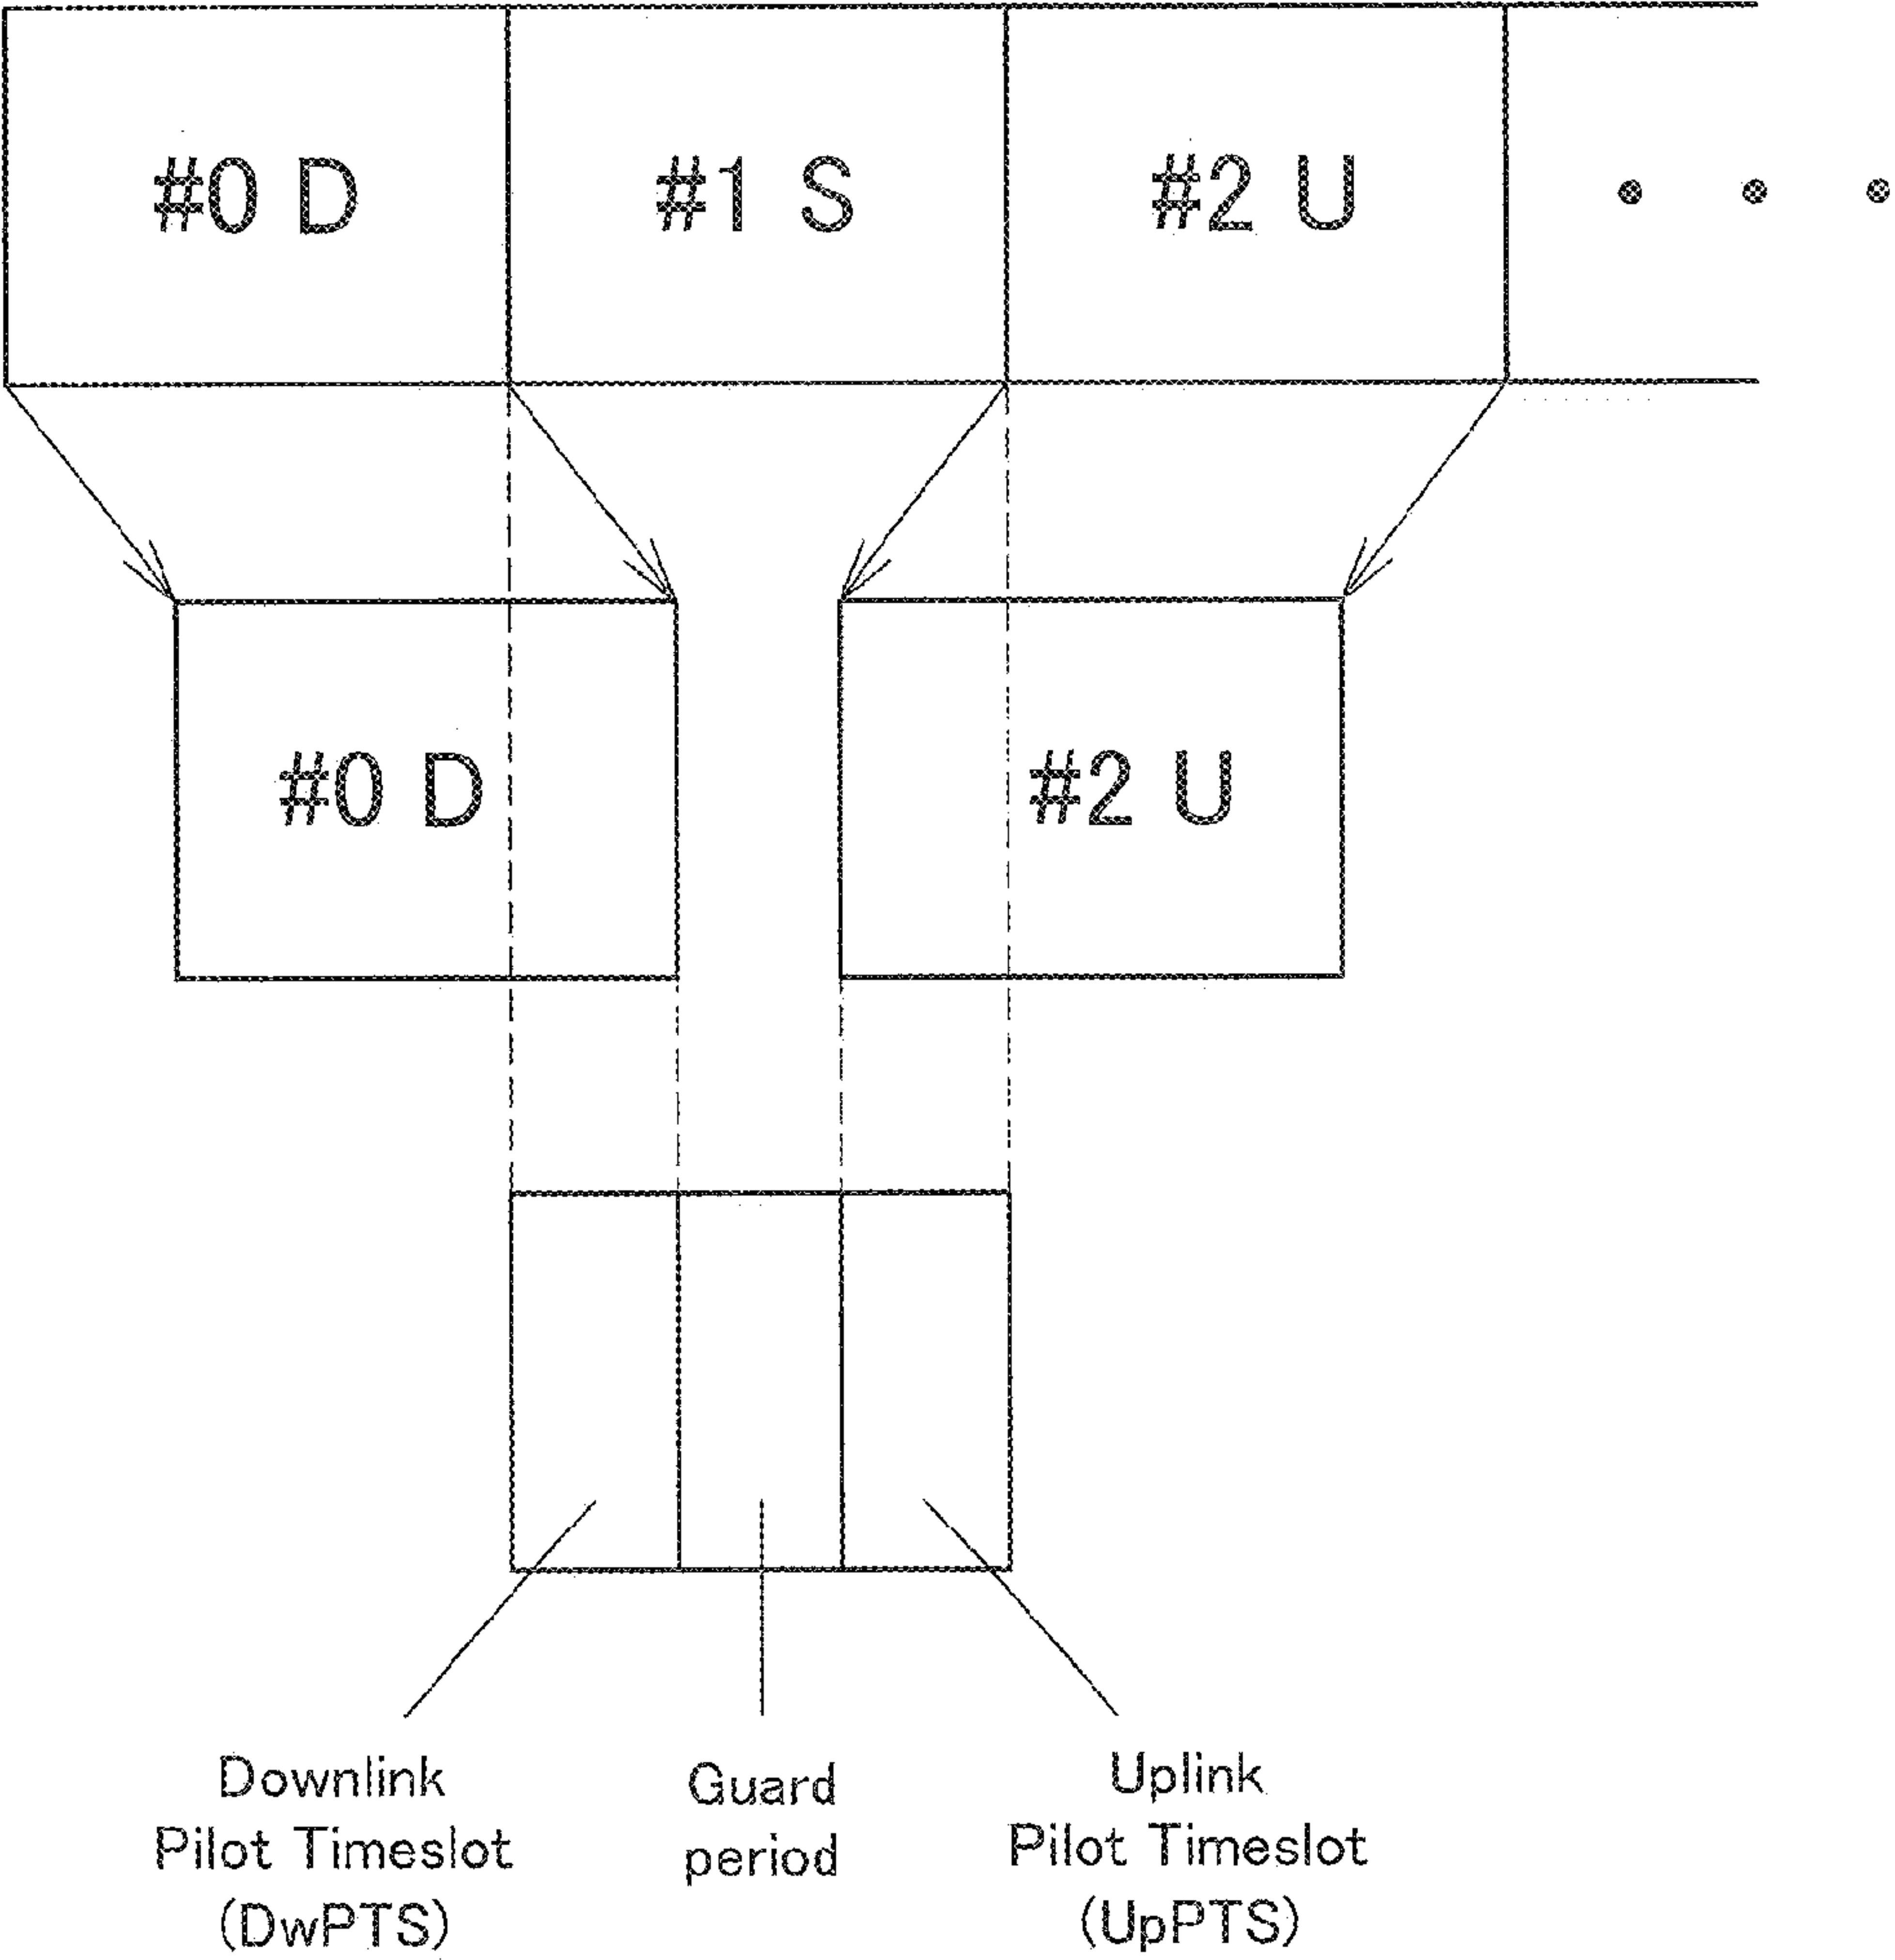 #0 D #1 S #2 U
#0 D #2 U
Downlink
Pilot Timeslot
(DwPTS)
Guard
period
Uplink
Pilot Timeslot
(UpPTS)